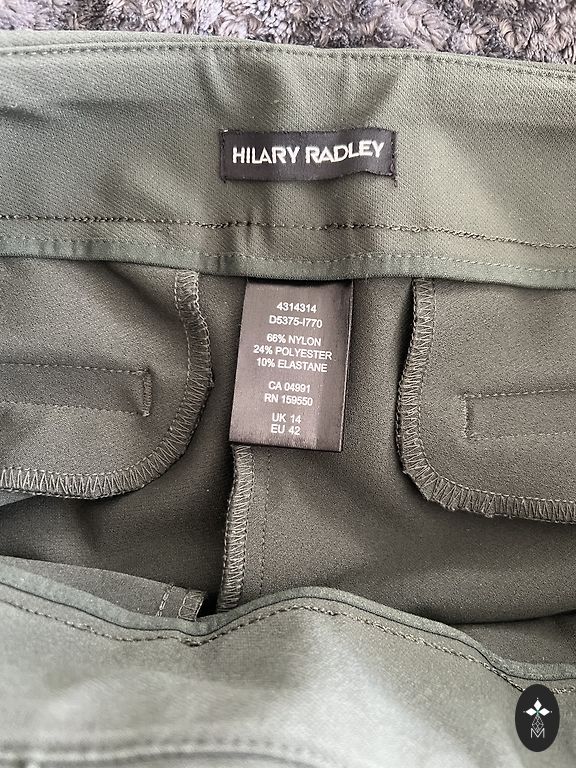 HILARY RADLEY
4314314
D5375-I770
66% NYLON
24% POLYESTER
10% ELASTANE
CA 04991
RN 159550
UK 14
EU 42